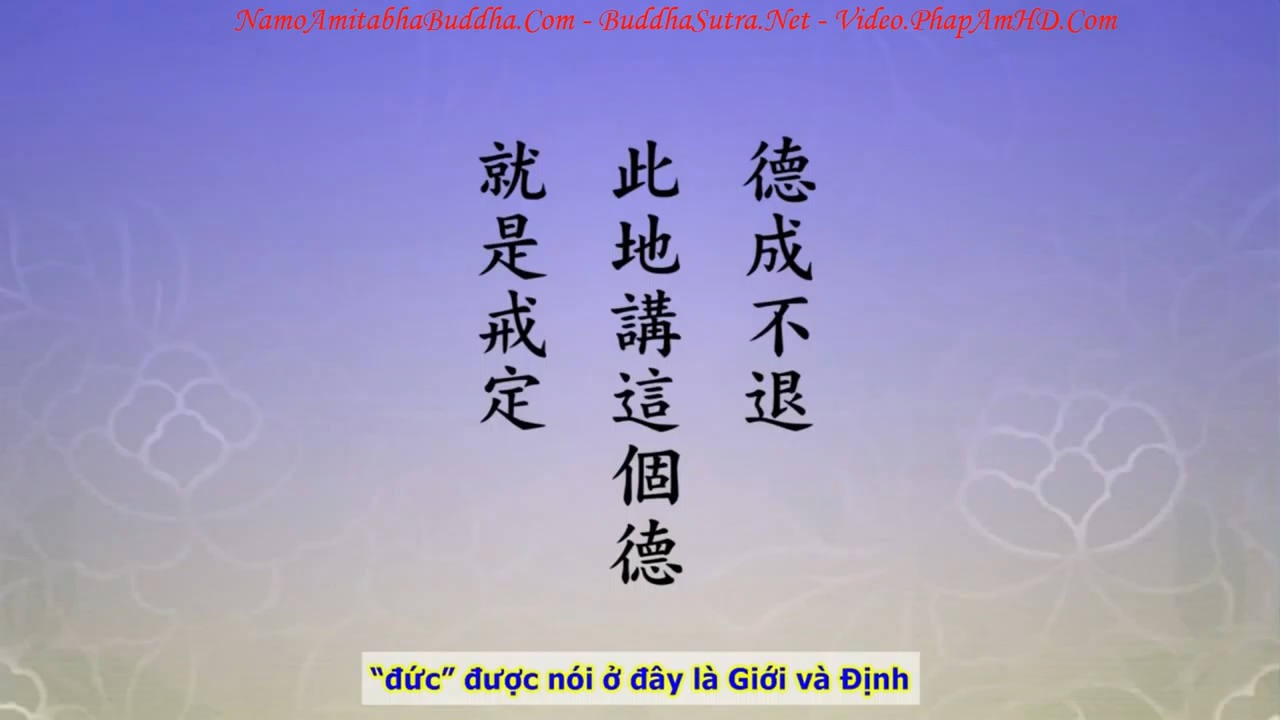 NamoAmitabhaBuddha.Com - BuddhaSutra.Net - Video.PhapAmHD.Com
德成不退
此地講這個德
就是戒定
“đức” được nói ở đây là Giới và Định